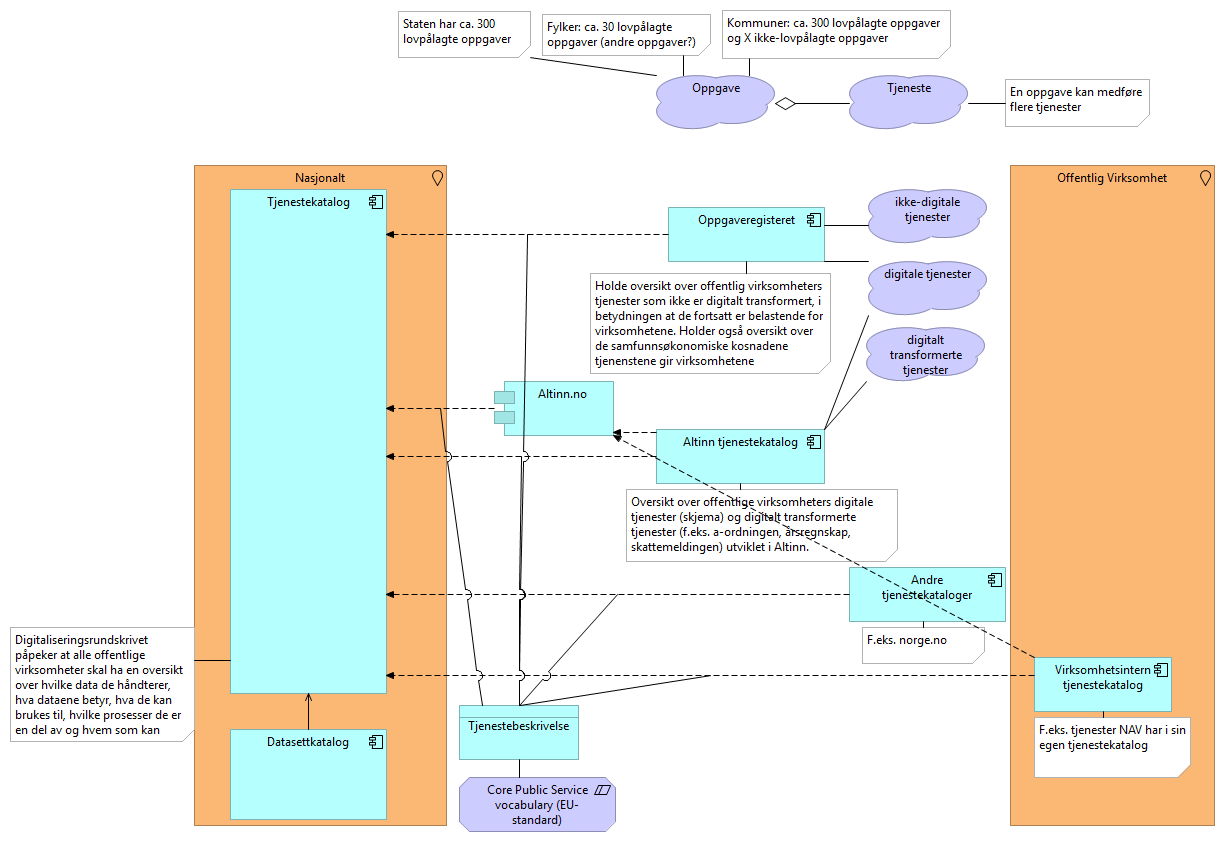 Staten har ca. 300
lovpålagte oppgaver
Fylker: ca. 30 lovpålagte
oppgaver (andre oppgaver?)
Kommuner: ca. 300 lovpålagte oppgaver
og X ikke-lovpålagte oppgaver
Oppgave
Tjeneste
En oppgave kan medføre
flere tjenester
Nasjonalt
Tjenestekatalog
Offentlig Virksomhet
Oppgaveregisteret
ikke-digitale
tjenester
digitale tjenester
digitalt
transformerte
tjenester
Holde oversikt over offentlig virksomheters
tjenester som ikke er digitalt transformert, i
betydningen at de fortsatt er belastende for
virksomhetene. Holder også oversikt over
de samfunnsøkonomiske kosnadene
tjenenstene gir virksomhetene
Altinn.no
Altinn tjenestekatalog
Oversikt over offentlige virksomheters digitale
tjenester (skjema) og digitalt transformerte
tjenester (f.eks. a-ordningen, årsregnskap,
skattemeldingen) utviklet i Altinn.
Andre
tjenestekataloger
F.eks. norge.no
Digitaliseringsrundskrivet
påpeker at alle offentlige
virksomheter skal ha en oversikt
over hvilke data de håndterer,
hva dataene betyr, hva de kan
brukes til, hvilke prosesser de er
en del av og hvem som kan
Virksomhetsintern
tjenestekatalog
F.eks. tjenester NAV har i sin
egen tjenestekatalog
Tjenestebeskrivelse
Datasettkatalog
Core Public Service
vocabulary (EU-
standard)